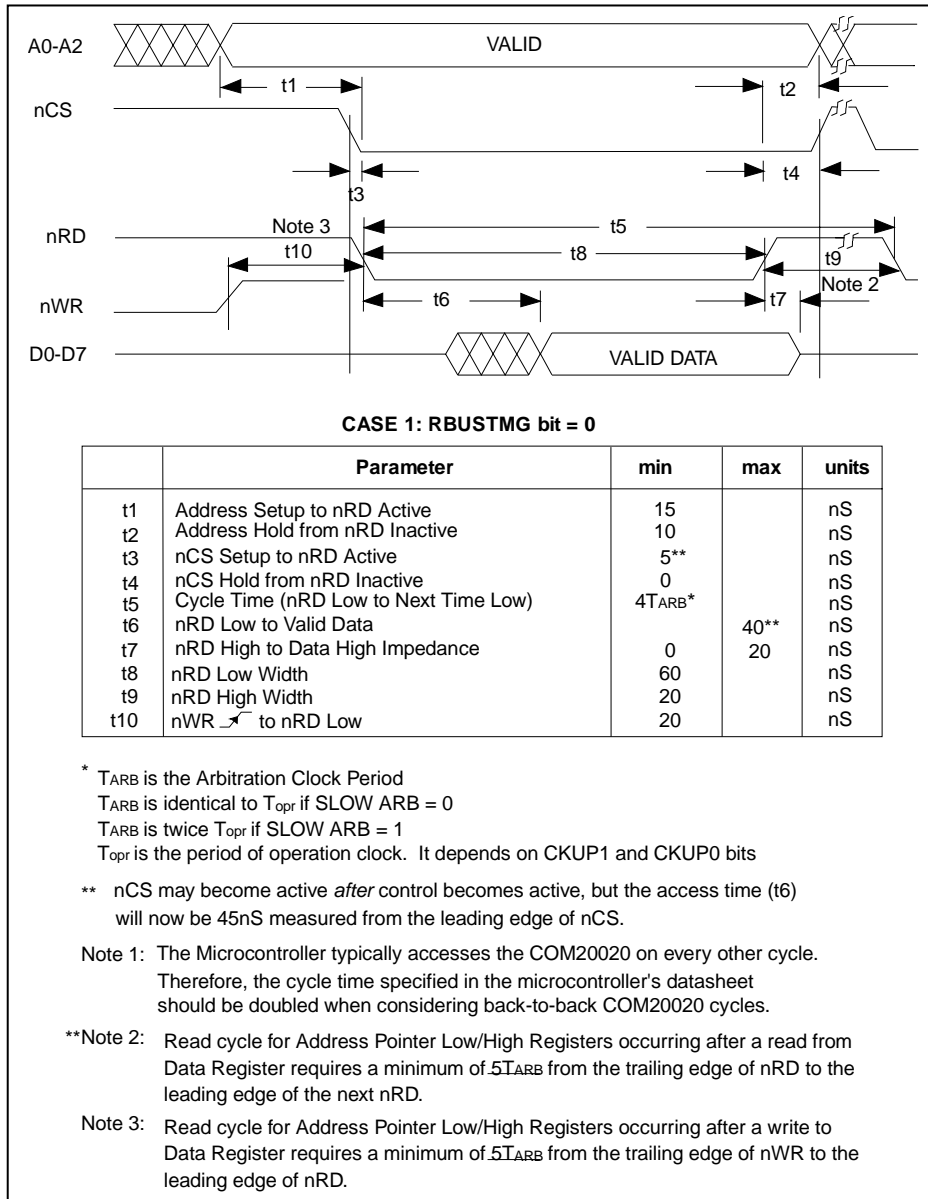 A0-A2
VALID
t1
t2
nCS
t3
t4
nRD
Note 3
t5
t10
t8
t9
nWR
t6
t7
Note 2
D0-D7
VALID DATA
CASE 1: RBUSTMG bit = 0
Parameter min max units
t1 Address Setup to nRD Active 15 nS
t2 Address Hold from nRD Inactive 10 nS
t3 nCS Setup to nRD Active 5** nS
t4 nCS Hold from nRD Inactive 0 nS
t5 Cycle Time (nRD Low to Next Time Low) 4TARB* nS
t6 nRD Low to Valid Data 40** nS
t7 nRD High to Data High Impedance 0 20 nS
t8 nRD Low Width 60 nS
t9 nRD High Width 20 nS
t10 nWR to nRD Low 20 nS
* TARB is the Arbitration Clock Period
TARB is identical to Topr if SLOW ARB = 0
TARB is twice Topr if SLOW ARB = 1
Topr is the period of operation clock. It depends on CKUP1 and CKUP0 bits
** nCS may become active after control becomes active, but the access time (t6)
will now be 45nS measured from the leading edge of nCS.
Note 1: The Microcontroller typically accesses the COM20020 on every other cycle.
Therefore, the cycle time specified in the microcontroller's datasheet
should be doubled when considering back-to-back COM20020 cycles.
**Note 2: Read cycle for Address Pointer Low/High Registers occurring after a read from
Data Register requires a minimum of 5TARB from the trailing edge of nRD to the
leading edge of the next nRD.
Note 3: Read cycle for Address Pointer Low/High Registers occurring after a write to
Data Register requires a minimum of 5TARB from the trailing edge of nWR to the
leading edge of nRD.